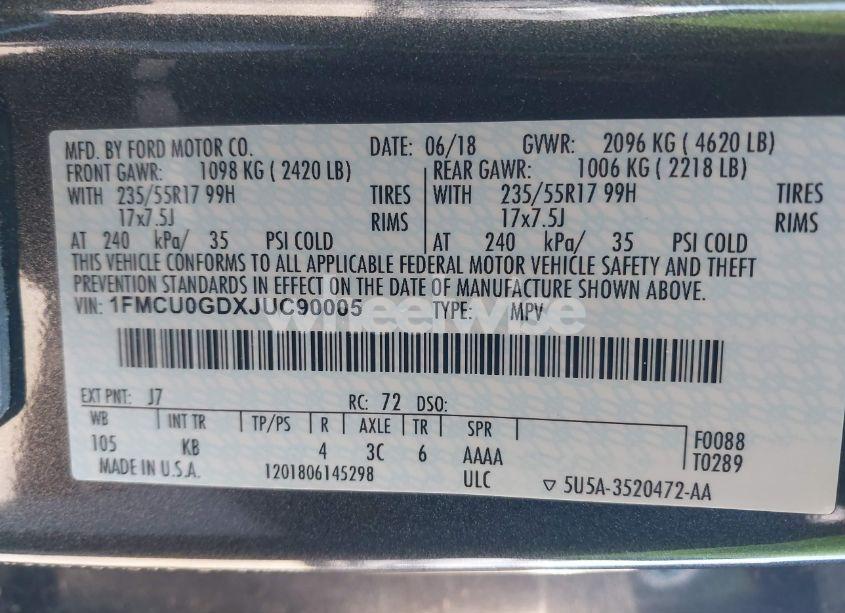 MFD. BY FORD MOTOR CO. DATE: 06/18 GVWR: 2096 KG ( 4620 LB)
FRONT GAWR: 1098 KG ( 2420 LB) REAR GAWR: 1006 KG ( 2218 LB)
WITH 235/55R17 99H TIRES WITH 235/55R17 99H TIRES
17x7.5J RIMS 17x7.5J RIMS
AT 240 kPa/ 35 PSI COLD AT 240 kPa/ 35 PSI COLD
THIS VEHICLE CONFORMS TO ALL APPLICABLE FEDERAL MOTOR VEHICLE SAFETY AND THEFT
PREVENTION STANDARDS IN EFFECT ON THE DATE OF MANUFACTURE SHOWN ABOVE.
VIN: 1FMCU0GDXJUC90005 TYPE: MPV
wheelwise
EXT PNT: J7 RC: 72 DSO:
WB INT TR TP/PS R AXLE TR SPR
105 KB 4 3C 6 AAAA
F0088
T0289
MADE IN U.S.A. 1201806145298 ULC ▽ 5U5A-3520472-AA